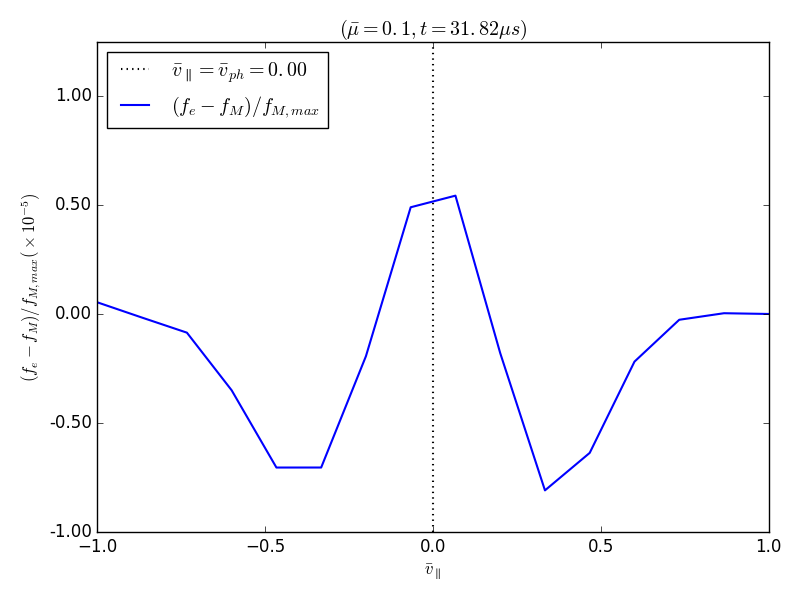 (μ̄ = 0.1, t = 31.82μs)
v̄∥ = v̄ph = 0.00
(fe − fM)/fM,max
1.00
0.50
0.00
-0.50
-1.00
(fe − fM)/fM,max(×10⁻⁵)
−1.0 −0.5 0.0 0.5 1.0
v̄∥